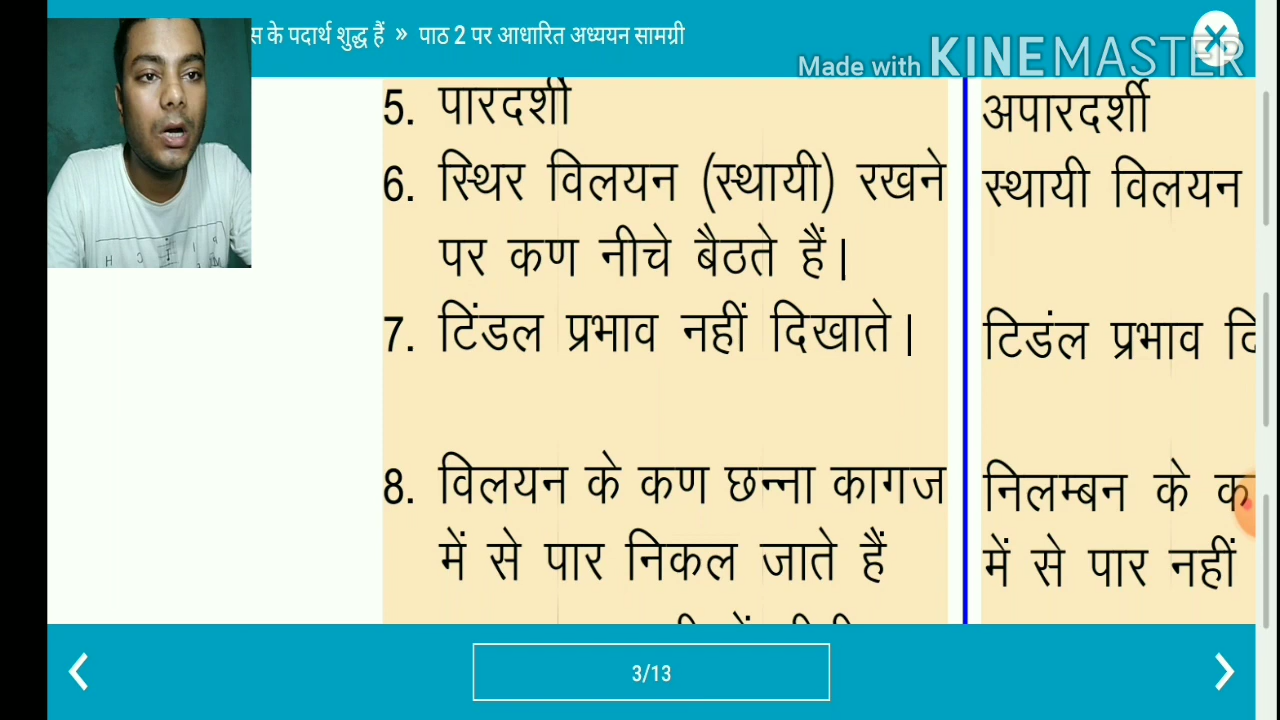 स के पदार्थ शुद्ध हैं » पाठ 2 पर आधारित अध्ययन सामग्री
Made with KINEMASTER
5. पारदर्शी
6. स्थिर विलयन (स्थायी) रखने
पर कण नीचे बैठते हैं।
7. टिंडल प्रभाव नहीं दिखाते।
8. विलयन के कण छन्ना कागज
में से पार निकल जाते हैं
अपारदर्शी
स्थायी विलयन
टिडंल प्रभाव
निलम्बन के
में से पार नहीं
3/13